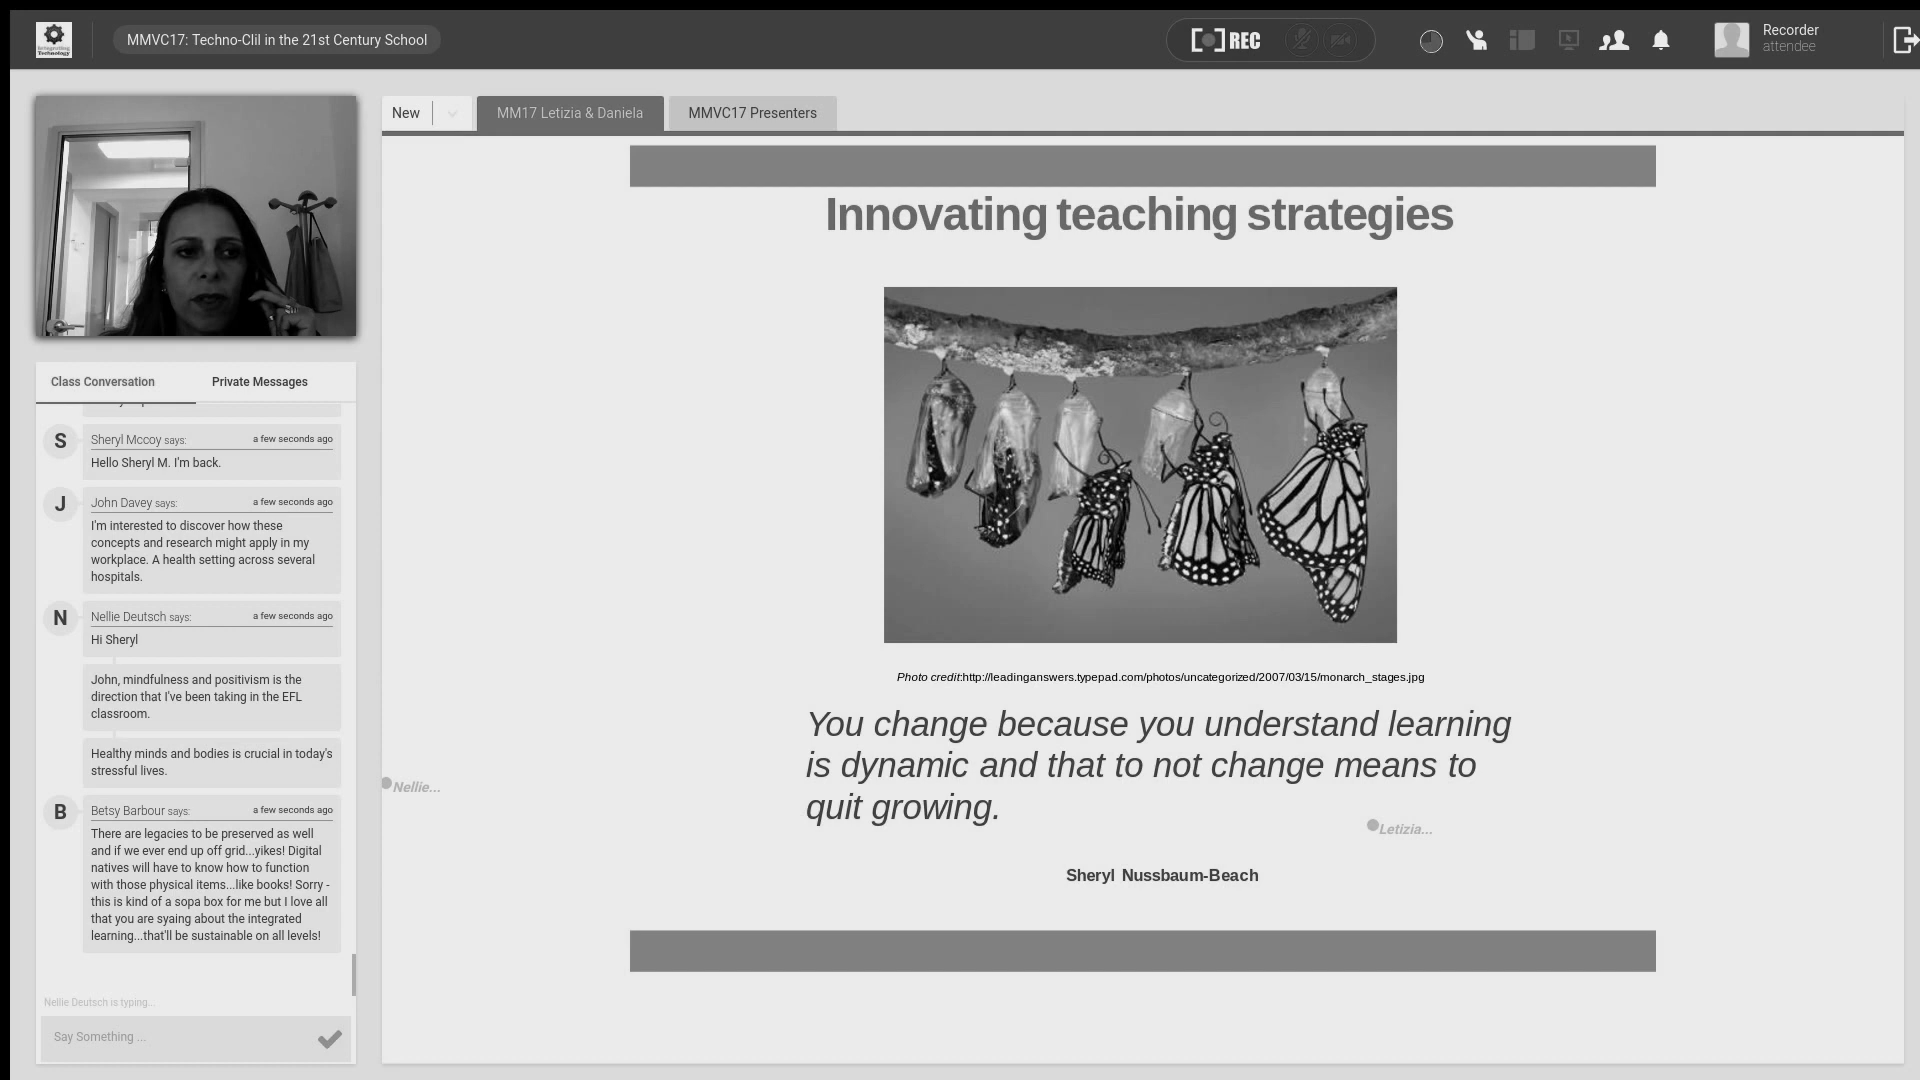 MMVC17: Techno-Clil in the 21st Century School
REC
Recorder
attendee
New
MM17 Letizia & Daniela
MMVC17 Presenters
Innovating teaching strategies
Photo credit:http://leadinganswers.typepad.com/photos/uncategorized/2007/03/15/monarch_stages.jpg
You change because you understand learning
is dynamic and that to not change means to
quit growing.
Nellie...
Letizia...
Sheryl Nussbaum-Beach
Class Conversation
Private Messages
S
Sheryl Mccoy says:
a few seconds ago
Hello Sheryl M. I'm back.
J
John Davey says:
a few seconds ago
I'm interested to discover how these
concepts and research might apply in my
workplace. A health setting across several
hospitals.
N
Nellie Deutsch says:
a few seconds ago
Hi Sheryl
John, mindfulness and positivism is the
direction that I've been taking in the EFL
classroom.
Healthy minds and bodies is crucial in today's
stressful lives.
B
Betsy Barbour says:
a few seconds ago
There are legacies to be preserved as well
and if we ever end up off grid...yikes! Digital
natives will have to know how to function
with those physical items...like books! Sorry -
this is kind of a sopa box for me but I love all
that you are syaing about the integrated
learning...that'll be sustainable on all levels!
Nellie Deutsch is typing...
Say Something ...